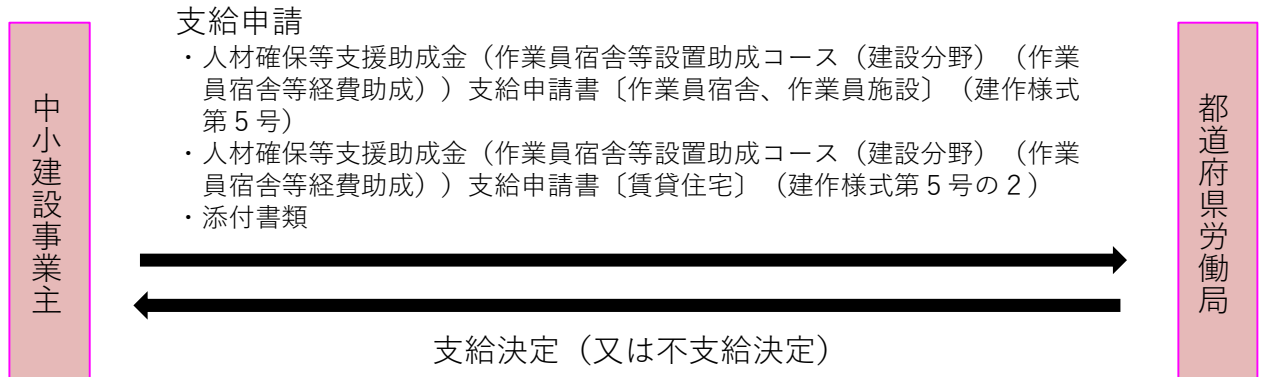 支給申請
・人材確保等支援助成金（作業員宿舎等設置助成コース（建設分野）（作業
員宿舎等経費助成））支給申請書〔作業員宿舎、作業員施設〕（建作様式
第５号）
・人材確保等支援助成金（作業員宿舎等設置助成コース（建設分野）（作業
員宿舎等経費助成））支給申請書〔賃貸住宅〕（建作様式第５号の２）
・添付書類
中小建設事業主
都道府県労働局
支給決定（又は不支給決定）